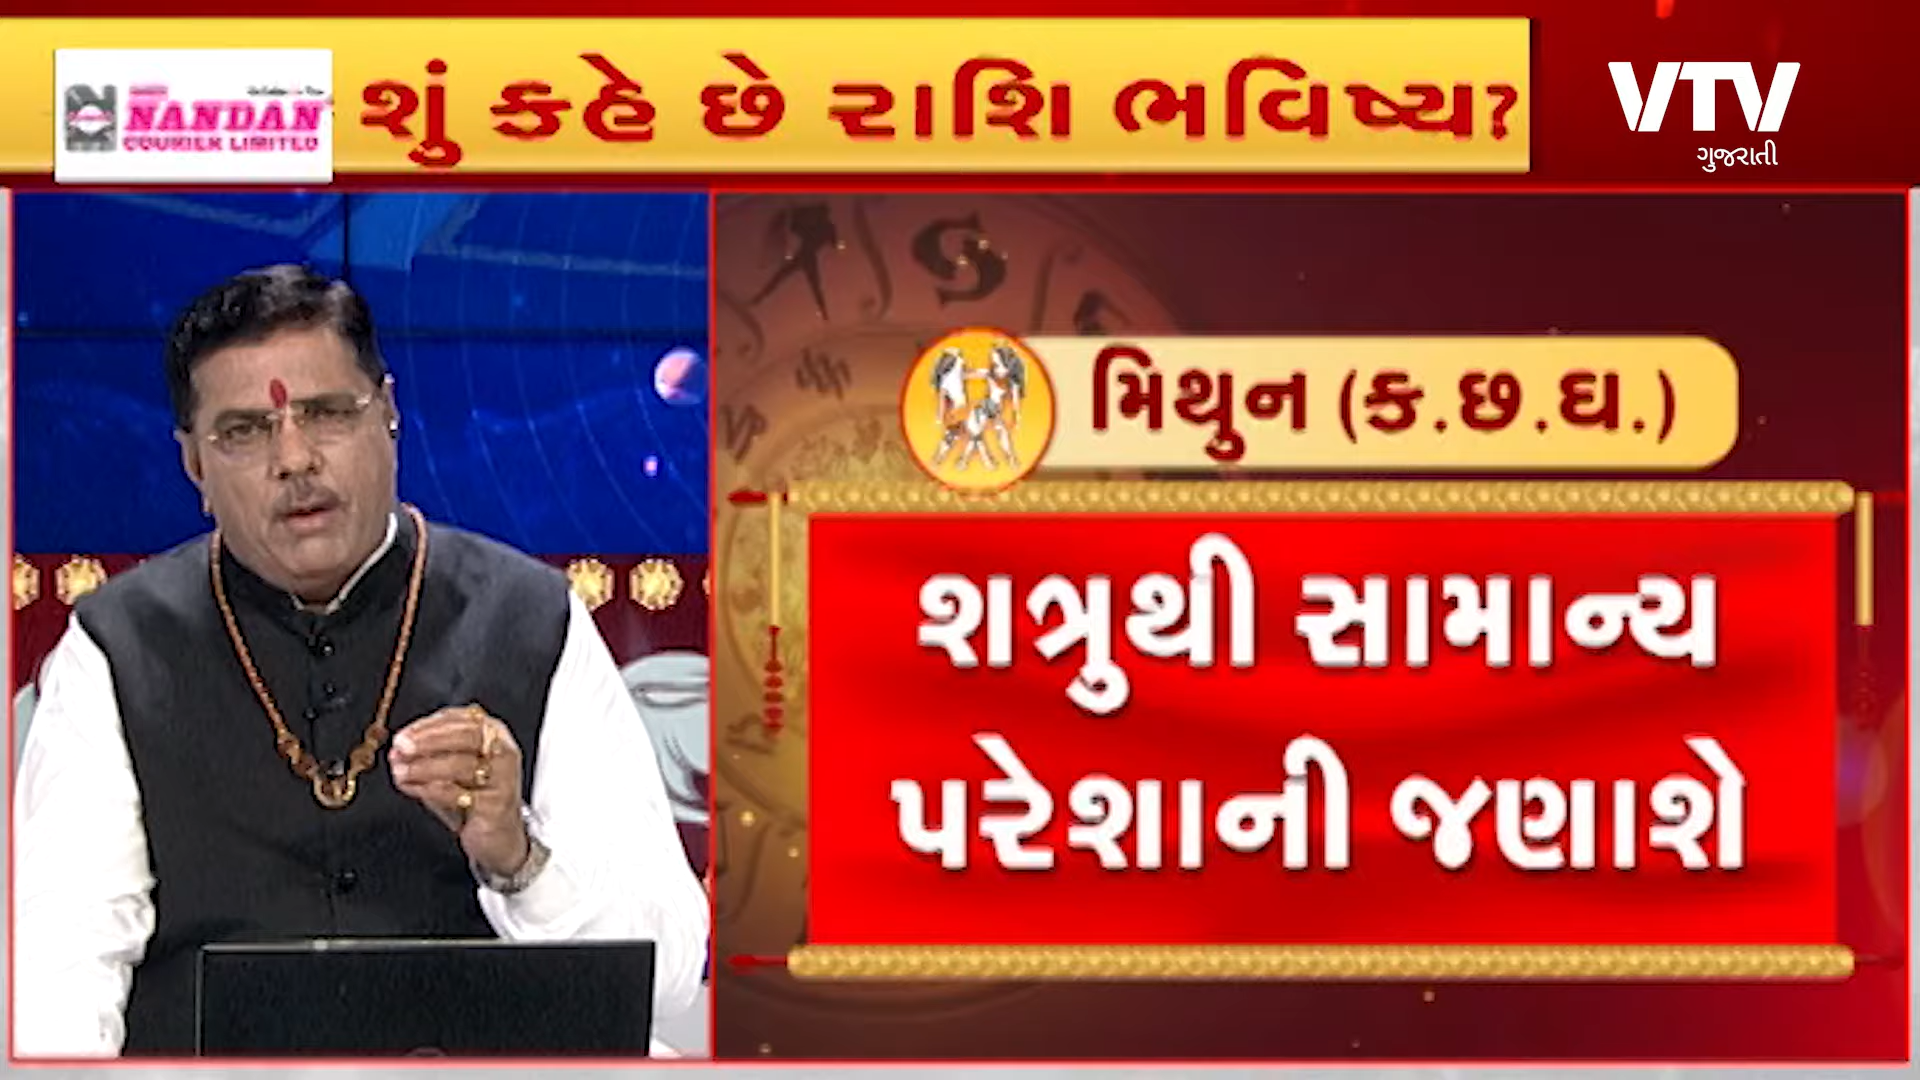 NANDAN
COURIER LIMITED
શું કહે છે રાશિ ભવિષ્ય?
VTV
ગુજરાતી
મિથુન (ક.છ.ઘ.)
શત્રુથી સામાન્ય
પરેશાની જણાશે